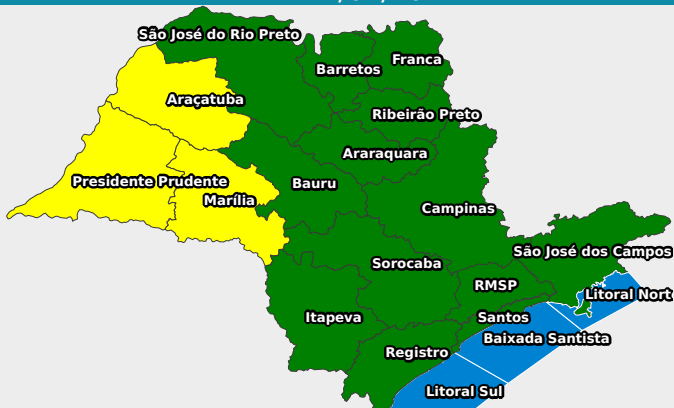 São José do Rio Preto
Franca
Barretos
Araçatuba
Ribeirão Preto
Araraquara
Presidente Prudente
Bauru
Marília
Campinas
São José dos Campos
Sorocaba
RMSP
Litoral Nort
Itapeva
Santos
Baixada Santista
Registro
Litoral Sul